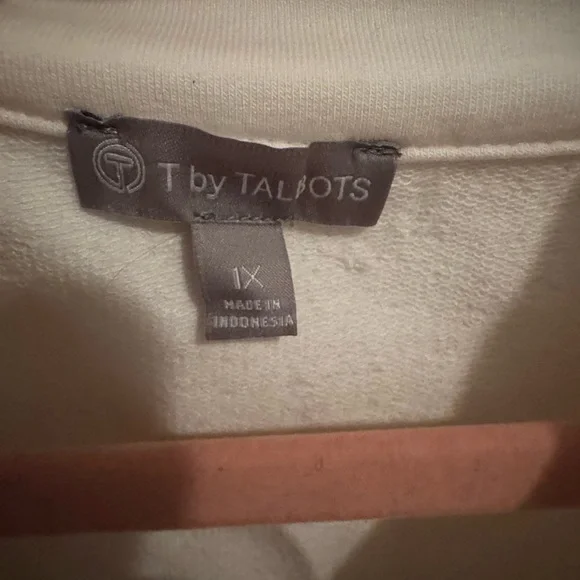 T T by TALBOTS
1X
MADE IN
INDONESIA